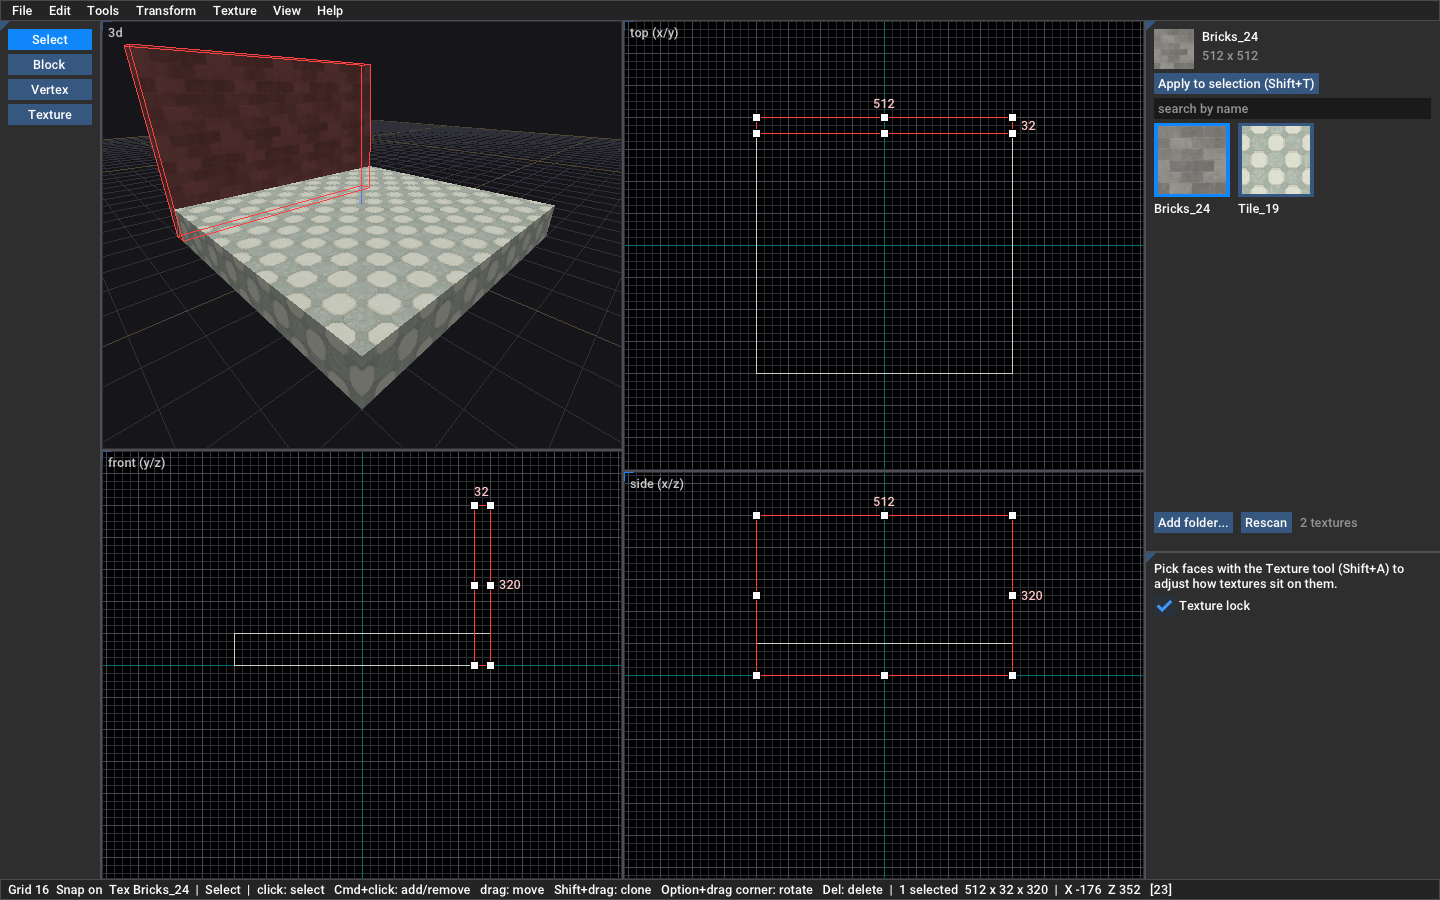 File Edit Tools Transform Texture View Help
Select
Block
Vertex
Texture
3d
top (x/y)
512
32
front (y/z)
32
320
side (x/z)
512
320
Bricks_24
512 x 512
Apply to selection (Shift+T)
search by name
Bricks_24 Tile_19
Add folder... Rescan 2 textures
Pick faces with the Texture tool (Shift+A) to
adjust how textures sit on them.
Texture lock
Grid 16 Snap on Tex Bricks_24 | Select | click: select Cmd+click: add/remove drag: move Shift+drag: clone Option+drag corner: rotate Del: delete | 1 selected 512 x 32 x 320 | X -176 Z 352 [23]